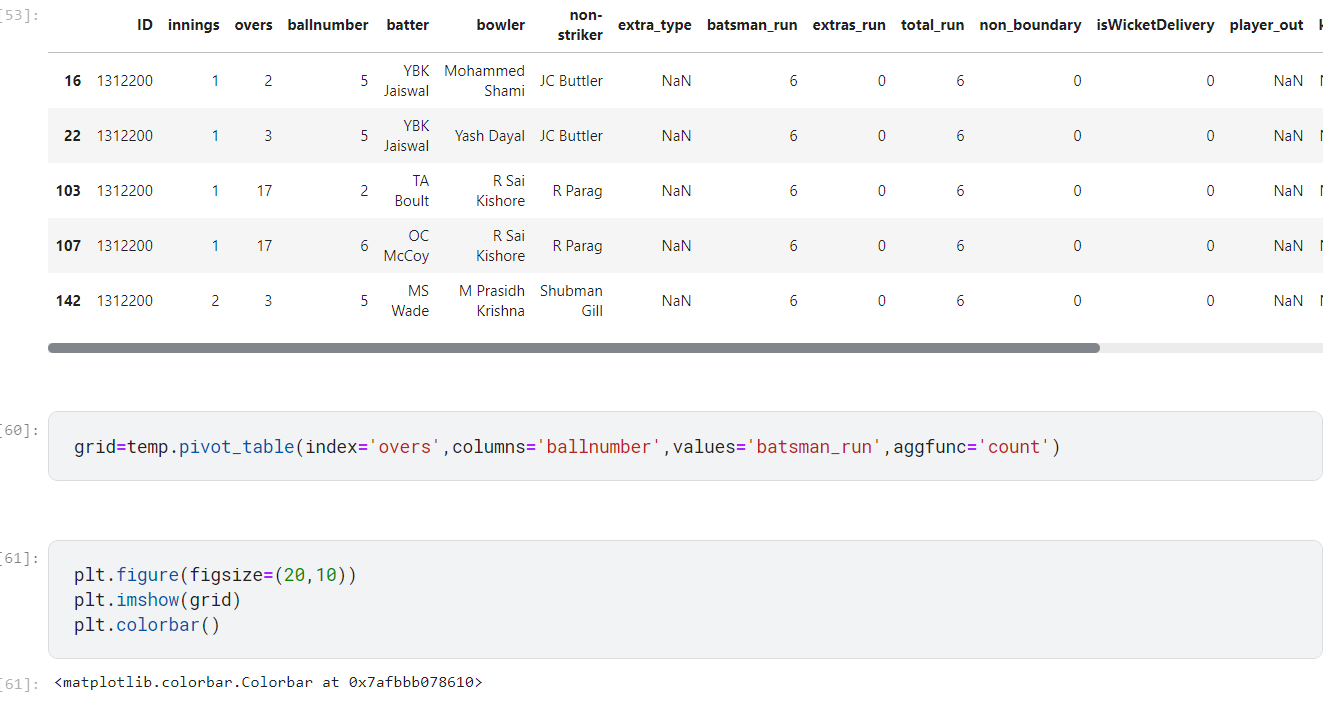 [53]:
ID innings overs ballnumber batter bowler non-striker extra_type batsman_run extras_run total_run non_boundary isWicketDelivery player_out
16 1312200 1 2 5 YBK Jaiswal Mohammed Shami JC Buttler NaN 6 0 6 0 0 NaN
22 1312200 1 3 5 YBK Jaiswal Yash Dayal JC Buttler NaN 6 0 6 0 0 NaN
103 1312200 1 17 2 TA Boult R Sai Kishore R Parag NaN 6 0 6 0 0 NaN
107 1312200 1 17 6 OC McCoy R Sai Kishore R Parag NaN 6 0 6 0 0 NaN
142 1312200 2 3 5 MS Wade M Prasidh Krishna Shubman Gill NaN 6 0 6 0 0 NaN
[60]:
grid=temp.pivot_table(index='overs',columns='ballnumber',values='batsman_run',aggfunc='count')
[61]:
plt.figure(figsize=(20,10))
plt.imshow(grid)
plt.colorbar()
[61]: <matplotlib.colorbar.Colorbar at 0x7afbbb078610>